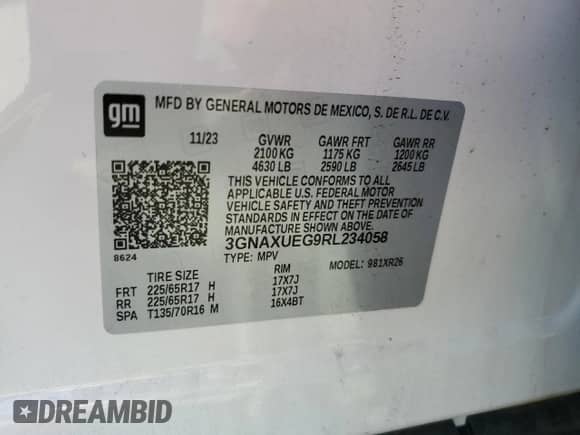 gm
MFD BY GENERAL MOTORS DE MEXICO, S. DE R.L. DE C.V.
11/23 GVWR GAWR FRT GAWR RR
2100 KG 1175 KG 1200 KG
4630 LB 2590 LB 2645 LB
THIS VEHICLE CONFORMS TO ALL
APPLICABLE U.S. FEDERAL MOTOR
VEHICLE SAFETY AND THEFT PREVENTION
STANDARDS IN EFFECT ON THE DATE OF
MANUFACTURE SHOWN ABOVE.
3GNAXUEG9RL234058
8624
TYPE: MPV MODEL: 981XR26
TIRE SIZE RIM
FRT 225/65R17 H 17X7J
RR 225/65R17 H 17X7J
SPA T135/70R16 M 16X4BT
DREAMBID